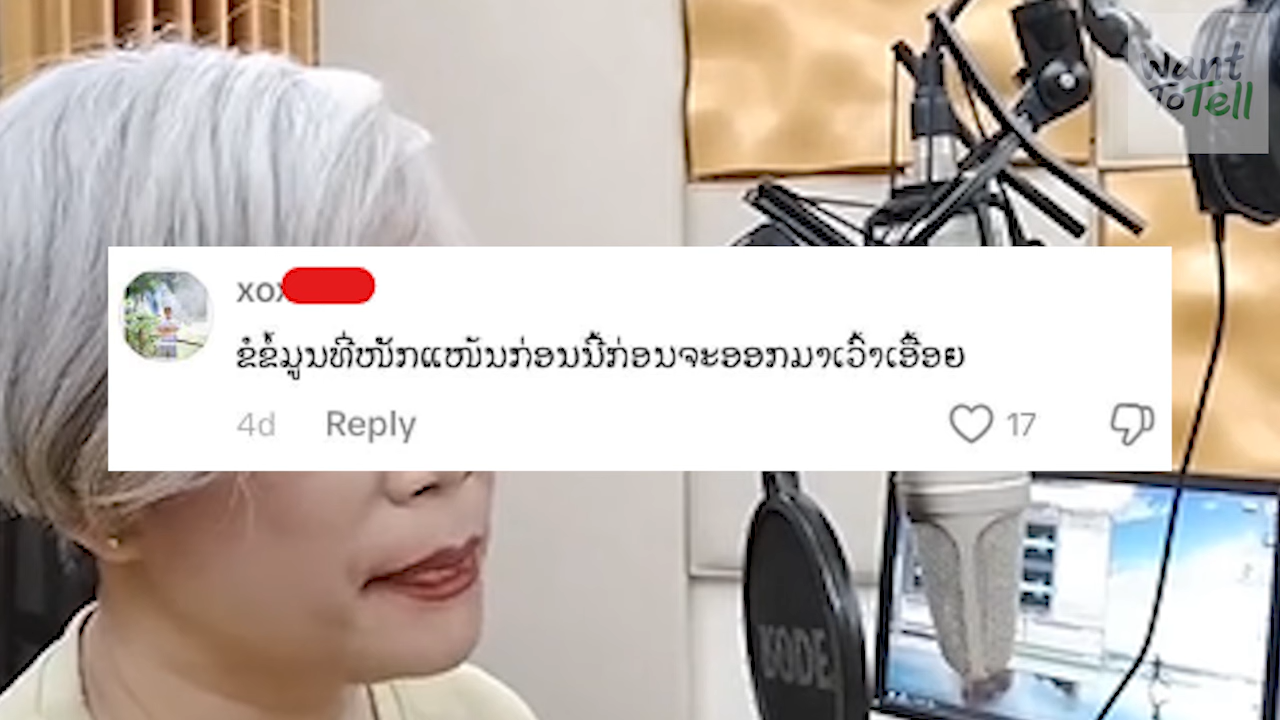 Want
To Tell
xox
ຂໍຂໍ້ມູນທີ່ໜັກແໜ້ນກ່ອນນີ້ກ່ອນຈະອອກມາເວົ້າເອື້ອຍ
4d Reply 17
RODE